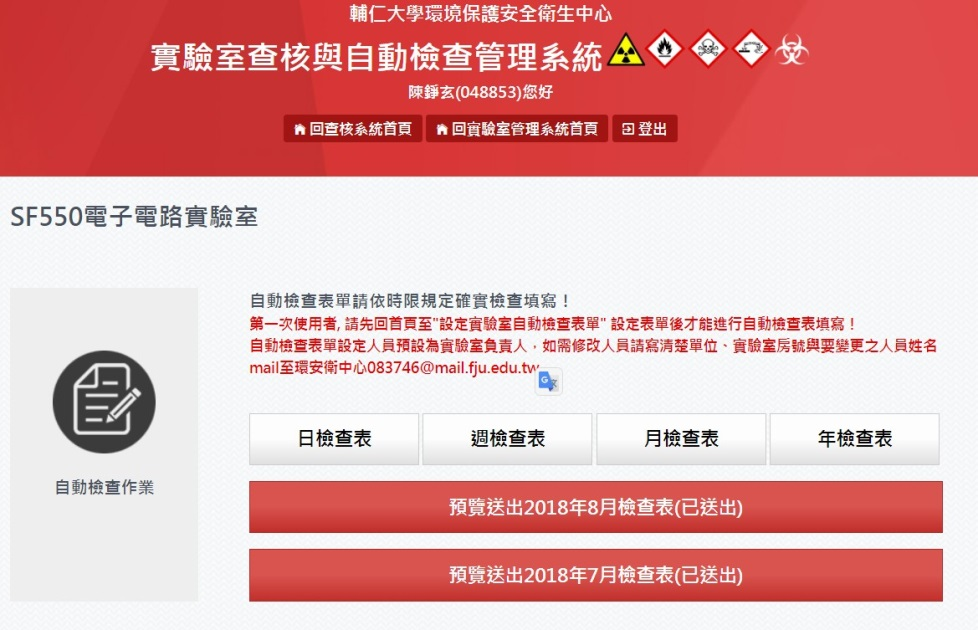 輔仁大學環境保護安全衛生中心
實驗室查核與自動檢查管理系統
陳錚玄(048853)您好
回查核系統首頁 回實驗室管理系統首頁 登出
SF550電子電路實驗室
自動檢查表單請依時限規定確實檢查填寫！
第一次使用者, 請先回首頁至"設定實驗室自動檢查表單" 設定表單後才能進行自動檢查表填寫！
自動檢查表單設定人員預設為實驗室負責人，如需修改人員請寫清楚單位、實驗室房號與要變更之人員姓名
mail至環安衛中心083746@mail.fju.edu.tw
自動檢查作業
日檢查表 週檢查表 月檢查表 年檢查表
預覽送出2018年8月檢查表(已送出)
預覽送出2018年7月檢查表(已送出)